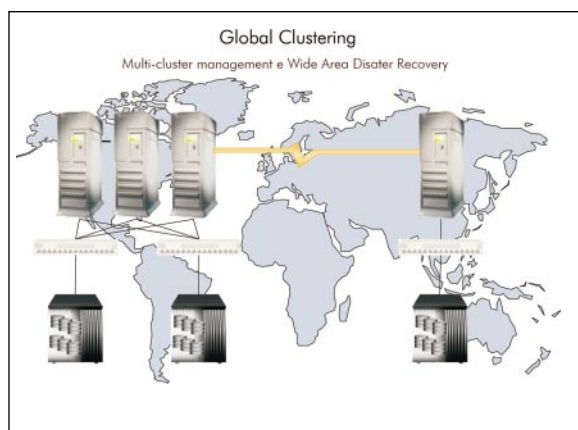 Global Clustering
Multi-cluster management e Wide Area Disater Recovery